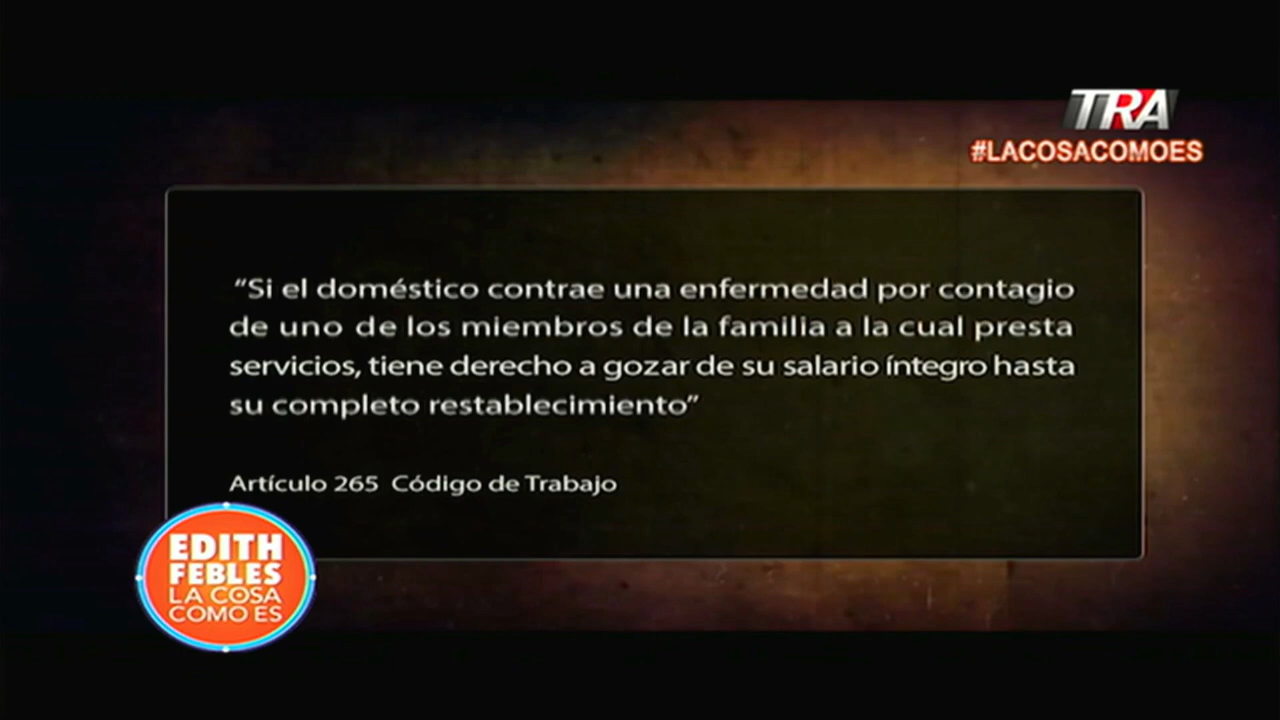 TRA
#LACOSACOMOES
“Si el doméstico contrae una enfermedad por contagio
de uno de los miembros de la familia a la cual presta
servicios, tiene derecho a gozar de su salario íntegro hasta
su completo restablecimiento”
Artículo 265 Código de Trabajo
EDITH
FEBLES
LA COSA
COMO ES